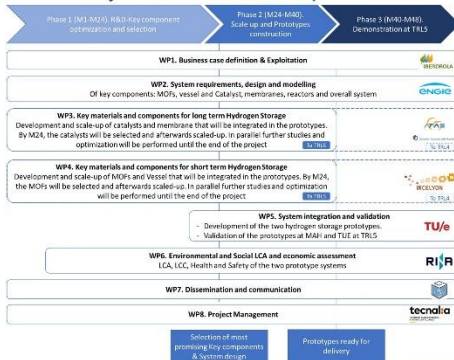 Phase 1 (M1-M24). R&D-Key component
optimization and selection
Phase 2 (M24-M40).
Scale up and Prototypes
construction
Phase 3 (M40-M48).
Demonstration at TRL5
WP1. Business case definition & Exploitation
IBERDROLA
WP2. System requirements, design and modelling
Of key components: MOFs, vessel and Catalyst, membranes, reactors and overall system
ENGIE
WP3. Key materials and components for long term Hydrogen Storage
Development and scale-up of catalysts and membrane that will be integrated in the prototypes.
By M24, the catalysts will be selected and afterwards scaled-up. In parallel further studies and
optimization will be performed until the end of the project
To TRL5
To TRL4
WP4. Key materials and components for short term Hydrogen Storage
Development and scale-up of MOFs and Vessel that will be integrated in the prototypes. By M24,
the MOFs will be selected and afterwards scaled-up. In parallel further studies and optimization
will be performed until the end of the project
To TRL5
IRCELYON
To TRL4
WP5. System integration and validation
- Development of the two hydrogen storage prototypes.
- Validation of the prototypes at MAH and TUE at TRL5
TU/e
WP6. Environmental and Social LCA and economic assessment
LCA, LCC, Health and Safety of the two prototype systems
WP7. Dissemination and communication
WP8. Project Management
tecnalia
Selection of most
promising Key components
& System design
Prototypes ready for
delivery